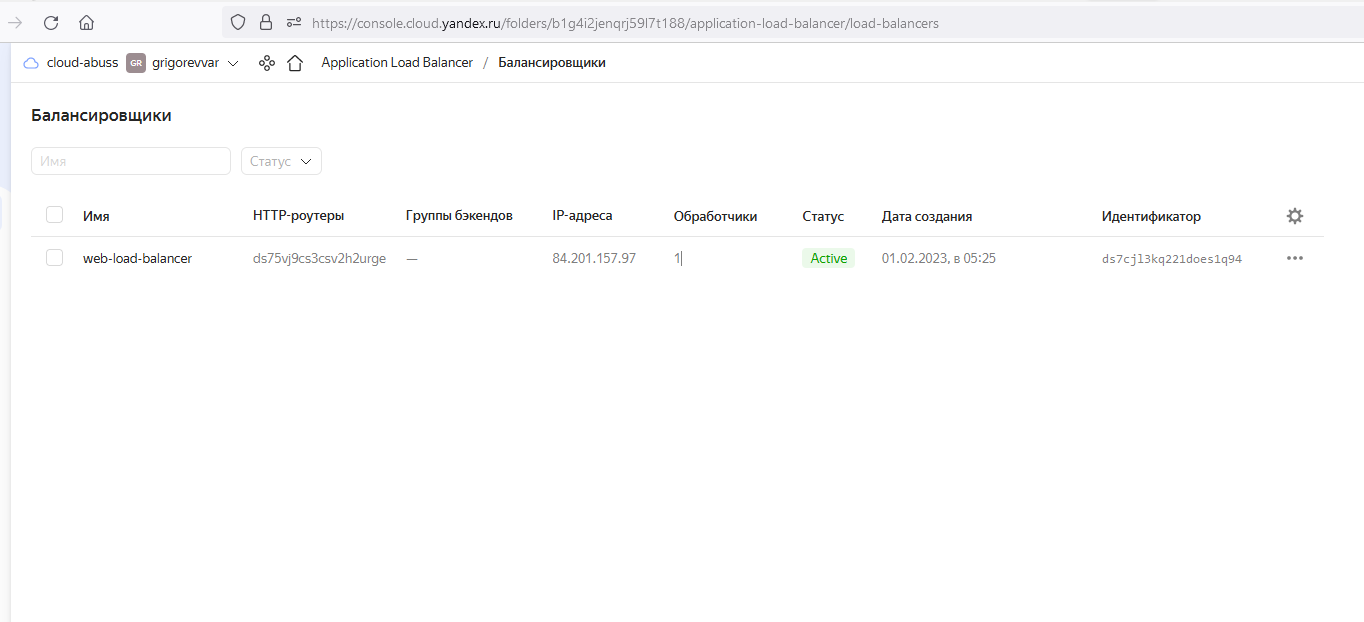 https://console.cloud.yandex.ru/folders/b1g4i2jenqrj59l7t188/application-load-balancer/load-balancers
cloud-abuss GR grigorevvar Application Load Balancer / Балансировщики
Балансировщики
Имя Статус
Имя HTTP-роутеры Группы бэкендов IP-адреса Обработчики Статус Дата создания Идентификатор
web-load-balancer ds75vj9cs3csv2h2urge — 84.201.157.97 1 Active 01.02.2023, в 05:25 ds7cjl3kq221does1q94